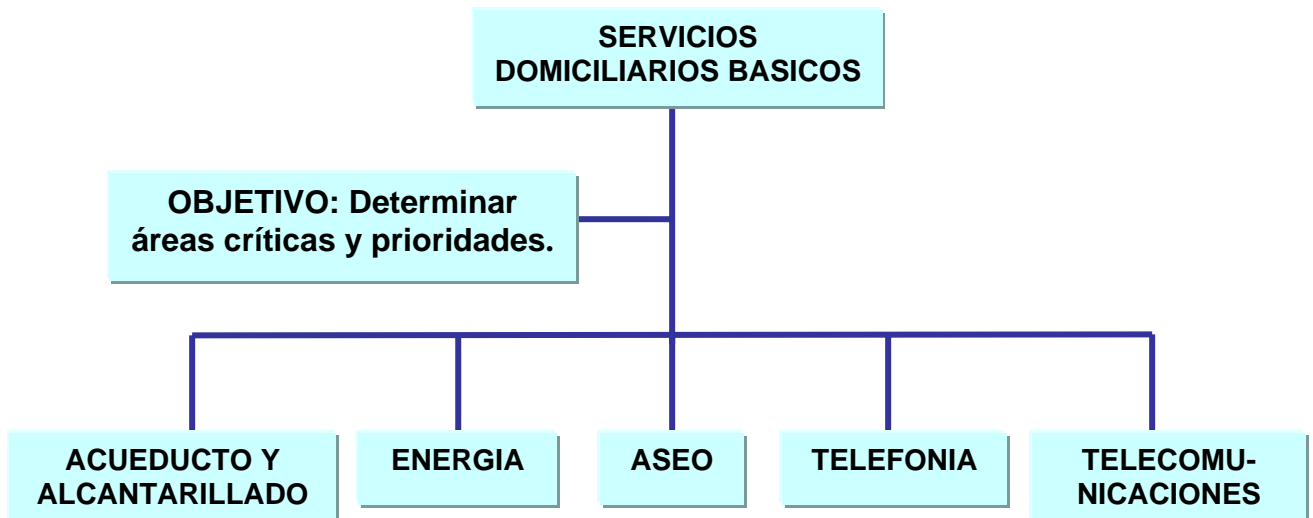 SERVICIOS
DOMICILIARIOS BASICOS
OBJETIVO: Determinar
áreas críticas y prioridades.
ACUEDUCTO Y
ALCANTARILLADO
ENERGIA
ASEO
TELEFONIA
TELECOMU-
NICACIONES